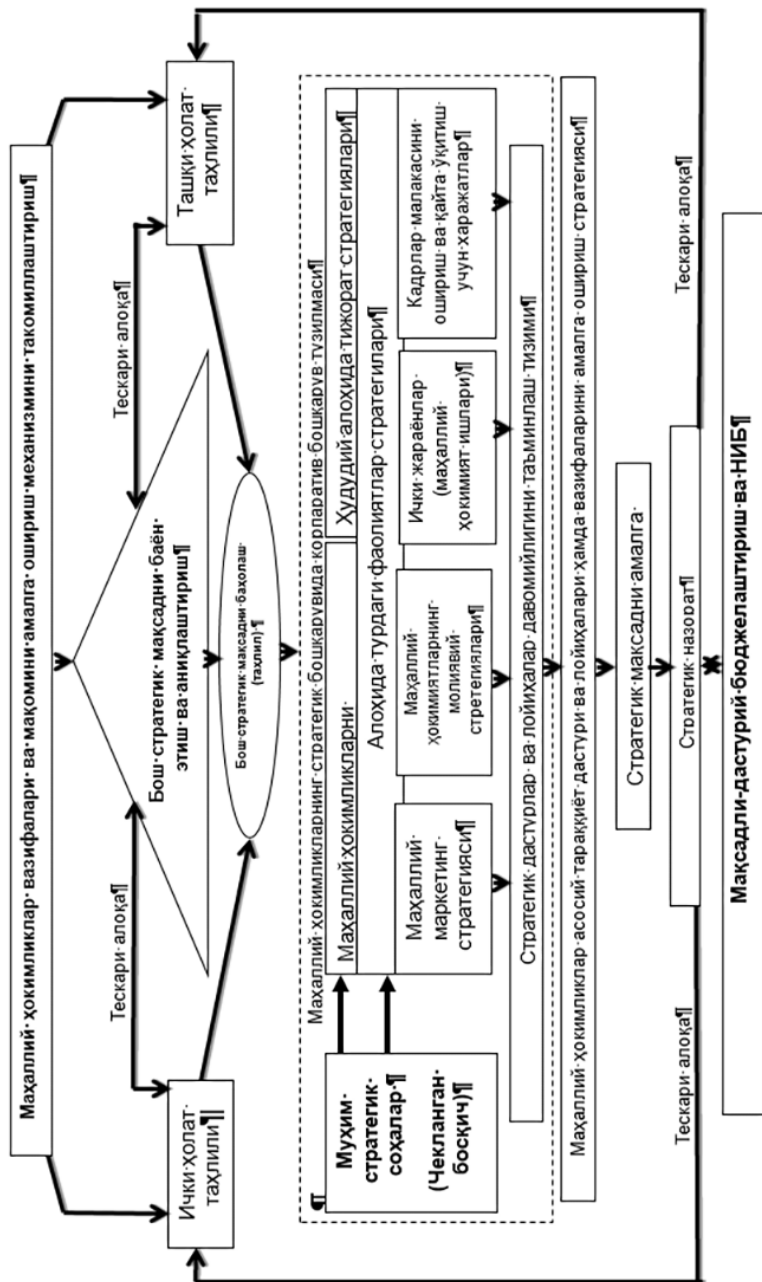 Маҳаллий ҳокимликлар вазифалари ва мақомини амалга ошириш механизмини такомиллаштириш¶
Ички ҳолат
таҳлили¶
Тескари алоқа¶
Бош стратегик мақсадни баён
этиш ва аниқлаштириш¶
Тескари алоқа¶
Ташқи ҳолат
таҳлили¶
Бош стратегик мақсадни баҳолаш
(таҳлил) ¶
Маҳаллий ҳокимликларнинг стратегик бошкарувида корпаратив бошкарув тузилмаси¶
¶
Муҳим
стратегик
соҳалар ¶
(Чекланган
босқич)¶
Маҳаллий ҳокимликларни
Ҳудудий алоҳида тижорат стратегиялари¶
Алоҳида турдаги фаолиятлар стратегилари¶
Маҳаллий
маркетинг
стратегияси¶
Маҳаллий
ҳокимиятларнинг
молиявий
стретегиялари¶
Ички жараёнлар
(маҳаллий
ҳокимият ишлари)¶
Кадрлар малакасини
ошириш ва қайта ўқитиш
учун харажатлар¶
Стратегик дастурлар ва лойиҳалар давомийлигини таъминлаш тизими¶
Маҳаллий ҳокимликлар асосий тараққиёт дастури ва лойиҳалари ҳамда вазифаларини амалга ошириш стратегияси¶
Стратегик мақсадни амалга
Тескари алоқа¶
Стратегик назорат¶
Тескари алоқа¶
Мақсадли-дастурий бюджелаштириш ва НИБ¶